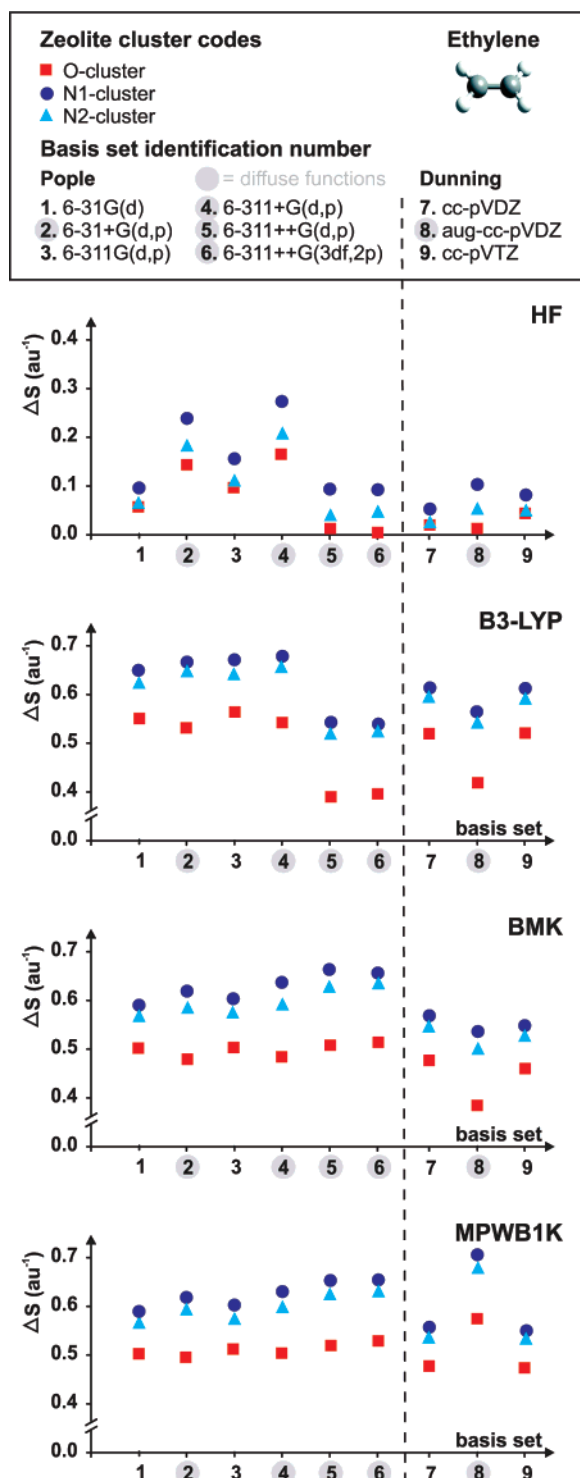 Zeolite cluster codes
Ethylene
O-cluster
N1-cluster
N2-cluster
Basis set identification number
Pople
= diffuse functions
Dunning
1. 6-31G(d)
4. 6-311+G(d,p)
7. cc-pVDZ
2. 6-31+G(d,p)
5. 6-311++G(d,p)
8. aug-cc-pVDZ
3. 6-311G(d,p)
6. 6-311++G(3df,2p)
9. cc-pVTZ
HF
ΔS (au⁻¹)
0.4
0.3
0.2
0.1
0.0
1 2 3 4 5 6 7 8 9
B3-LYP
ΔS (au⁻¹)
0.7
0.6
0.5
0.4
0.0
basis set
1 2 3 4 5 6 7 8 9
BMK
ΔS (au⁻¹)
0.7
0.6
0.5
0.4
0.0
basis set
1 2 3 4 5 6 7 8 9
MPWB1K
ΔS (au⁻¹)
0.7
0.6
0.5
0.4
0.0
basis set
1 2 3 4 5 6 7 8 9